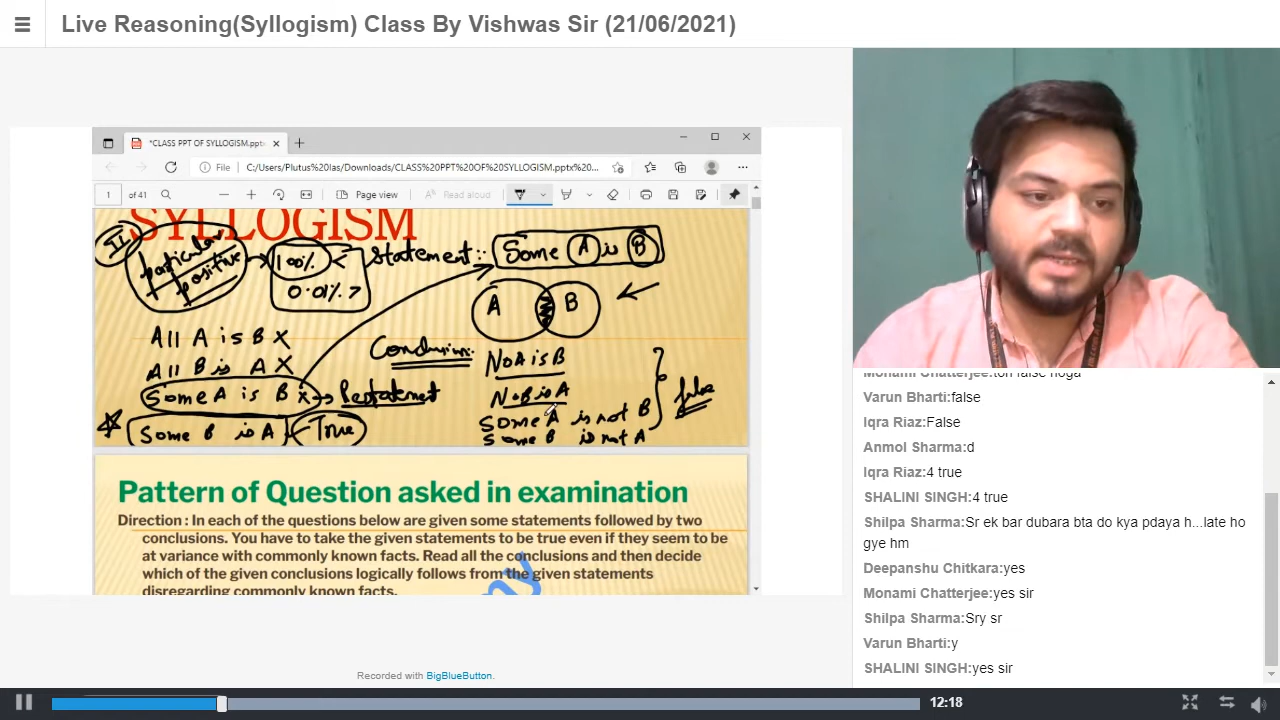 Live Reasoning(Syllogism) Class By Vishwas Sir (21/06/2021)
*CLASS PPT OF SYLLOGISM.pptx
File
C:/Users/Plutus%20Ias/Downloads/CLASS%20PPT%20OF%20SYLLOGISM.pptx%20...
1 of 41
Page view
Read aloud
SYLLOGISM
II
particular positive
100%
0.01%
Statement::
Some A is B
A B
All A is B X
All B is A X
Some A is B X
Restatement
Some B is A
True
Conclusion:
No A is B
No B is A
Some A is not B
Some B is not A
false
Pattern of Question asked in examination
Direction : In each of the questions below are given some statements followed by two
conclusions. You have to take the given statements to be true even if they seem to be
at variance with commonly known facts. Read all the conclusions and then decide
which of the given conclusions logically follows from the given statements
disregarding commonly known facts.
Recorded with BigBlueButton.
Monami Chatterjee:toh false hoga
Varun Bharti:false
Iqra Riaz:False
Anmol Sharma:d
Iqra Riaz:4 true
SHALINI SINGH:4 true
Shilpa Sharma:Sr ek bar dubara bta do kya pdaya h...late ho
gye hm
Deepanshu Chitkara:yes
Monami Chatterjee:yes sir
Shilpa Sharma:Sry sr
Varun Bharti:y
SHALINI SINGH:yes sir
12:18